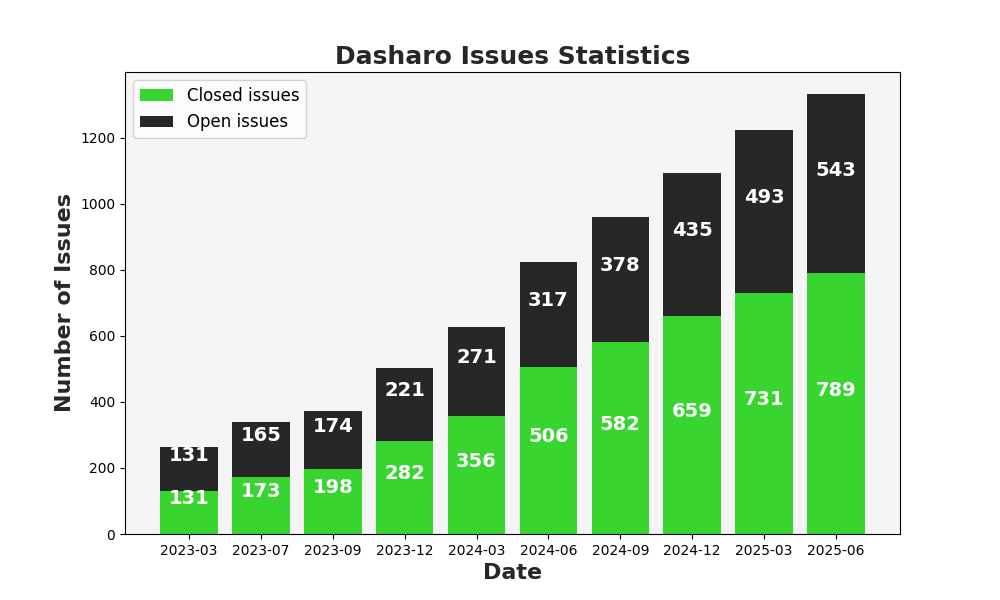 Dasharo Issues Statistics
Closed issues
Open issues
Number of Issues
1200
1000
800
600
400
200
0
131 165 174 221 271 317 378 435 493 543
131 173 198 282 356 506 582 659 731 789
2023-03 2023-07 2023-09 2023-12 2024-03 2024-06 2024-09 2024-12 2025-03 2025-06
Date